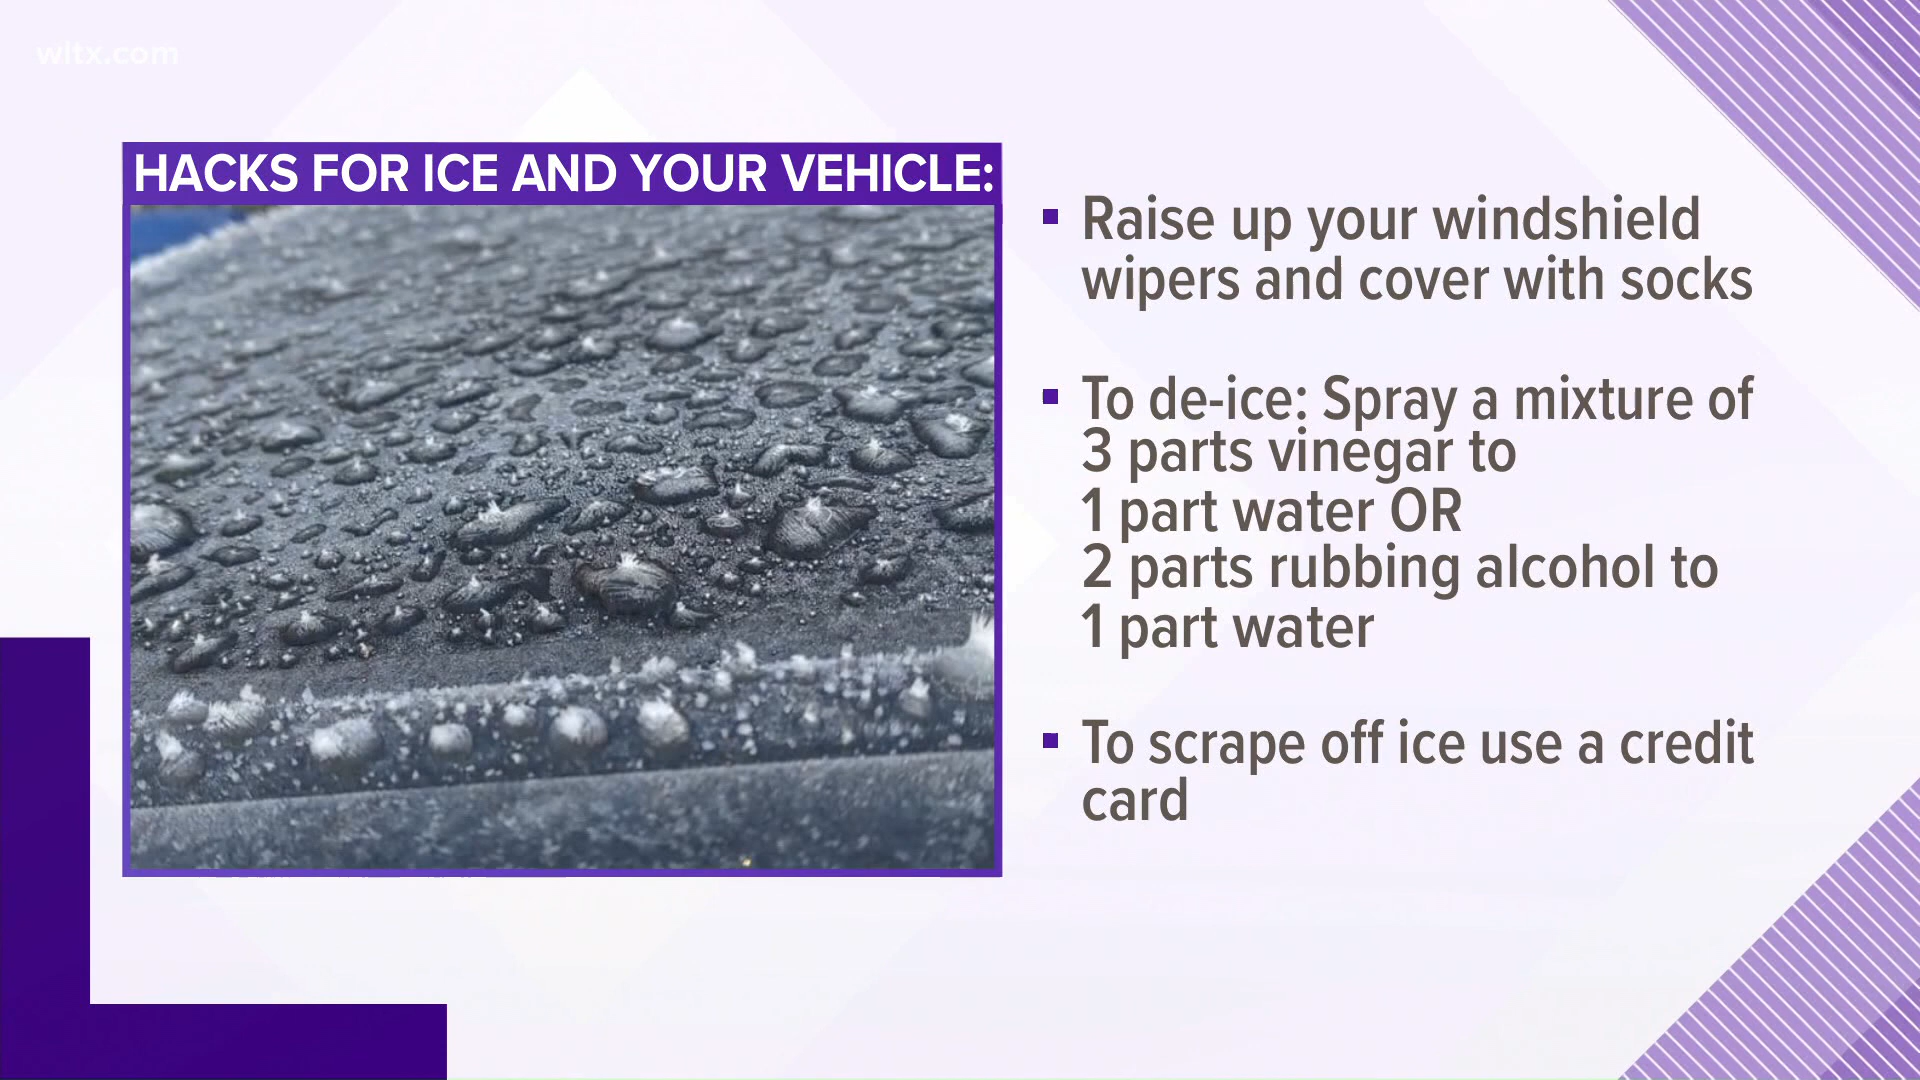 wltx.com
HACKS FOR ICE AND YOUR VEHICLE:
Raise up your windshield
wipers and cover with socks
To de-ice: Spray a mixture of
3 parts vinegar to
1 part water OR
2 parts rubbing alcohol to
1 part water
To scrape off ice use a credit
card